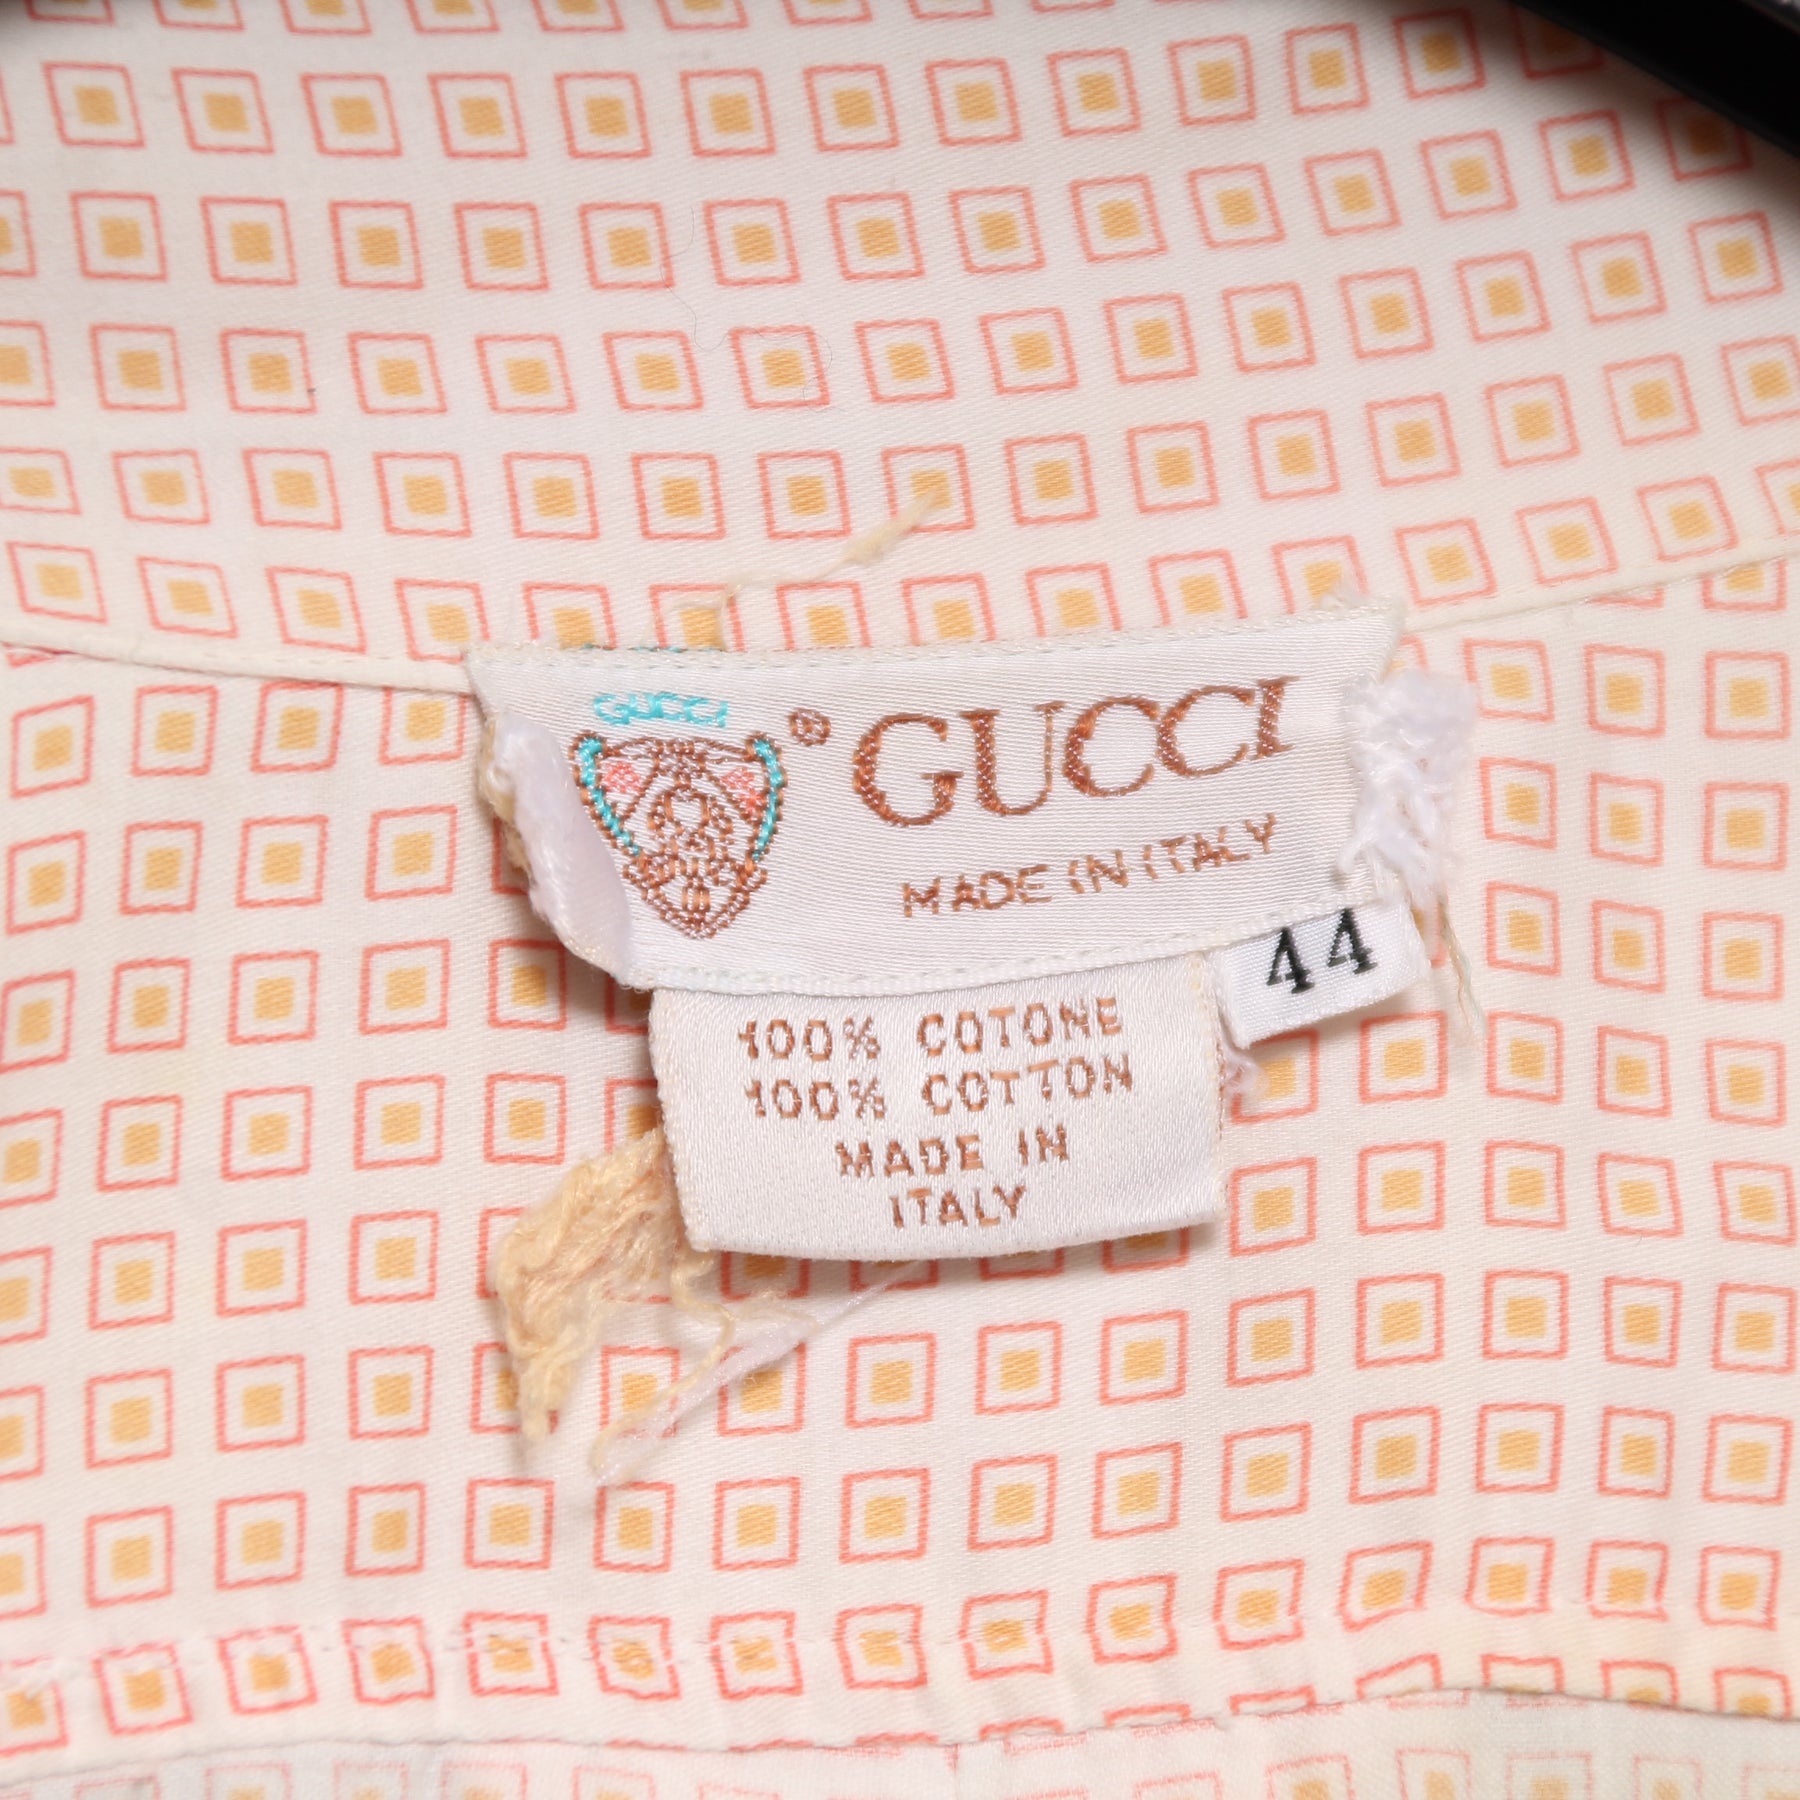 GUCCI
® GUCCI
MADE IN ITALY
44
100% COTONE
100% COTTON
MADE IN
ITALY